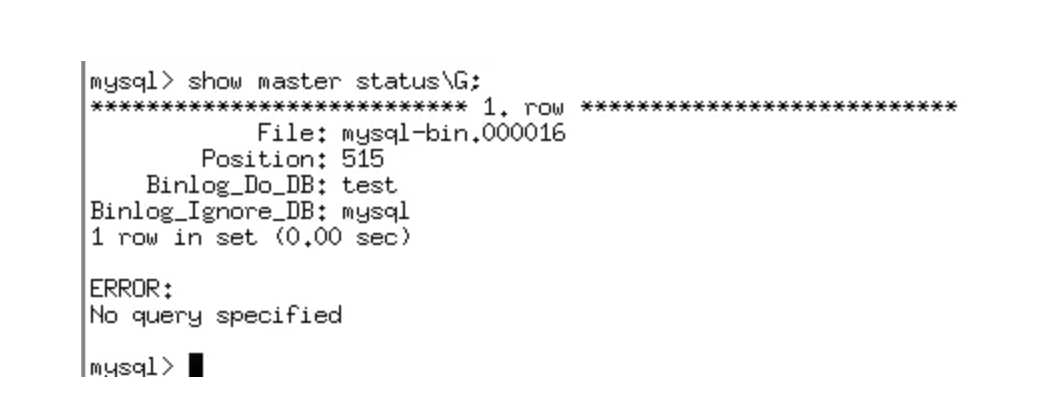 mysql> show master status\G;
*************************** 1. row ***************************
File: mysql-bin.000016
Position: 515
Binlog_Do_DB: test
Binlog_Ignore_DB: mysql
1 row in set (0.00 sec)
ERROR:
No query specified
mysql>